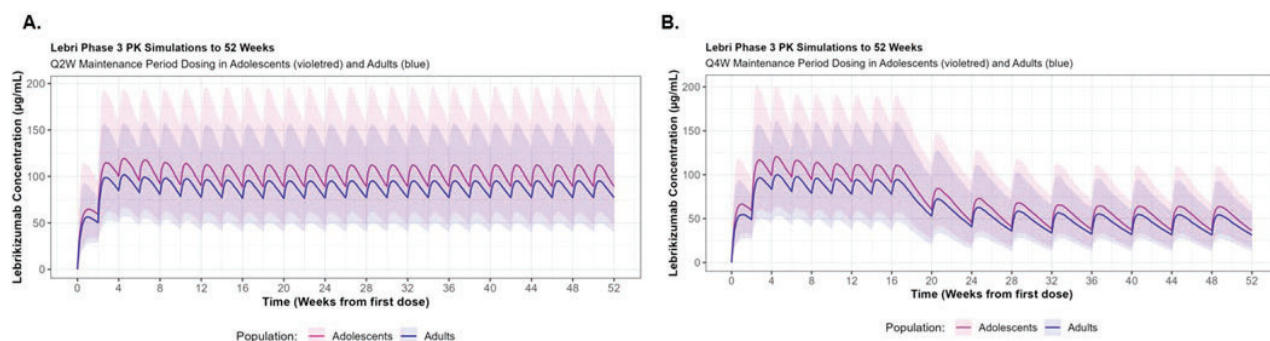 A.
Lebri Phase 3 PK Simulations to 52 Weeks
Q2W Maintenance Period Dosing in Adolescents (violetred) and Adults (blue)
Lebrikizumab Concentration (µg/mL)
200
150
100
50
0
0 4 8 12 16 20 24 28 32 36 40 44 48 52
Time (Weeks from first dose)
Population: Adolescents Adults
B.
Lebri Phase 3 PK Simulations to 52 Weeks
Q4W Maintenance Period Dosing in Adolescents (violetred) and Adults (blue)
Lebrikizumab Concentration (µg/mL)
200
150
100
50
0
0 4 8 12 16 20 24 28 32 36 40 44 48 52
Time (Weeks from first dose)
Population: Adolescents Adults